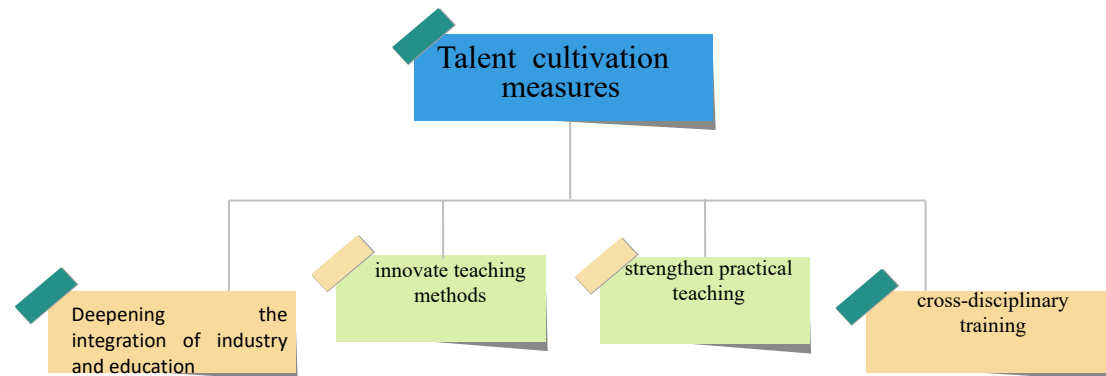 Talent cultivation
measures
innovate teaching
methods
strengthen practical
teaching
Deepening the
integration of industry
and education
cross-disciplinary
training